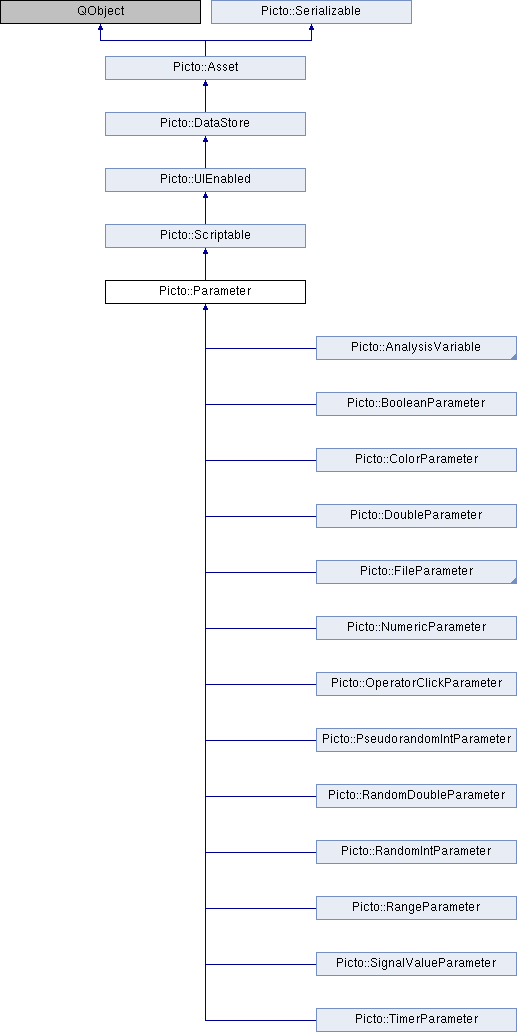 QObject
Picto::Serializable
Picto::Asset
Picto::DataStore
Picto::UIEnabled
Picto::Scriptable
Picto::Parameter
Picto::AnalysisVariable
Picto::BooleanParameter
Picto::ColorParameter
Picto::DoubleParameter
Picto::FileParameter
Picto::NumericParameter
Picto::OperatorClickParameter
Picto::PseudorandomIntParameter
Picto::RandomDoubleParameter
Picto::RandomIntParameter
Picto::RangeParameter
Picto::SignalValueParameter
Picto::TimerParameter